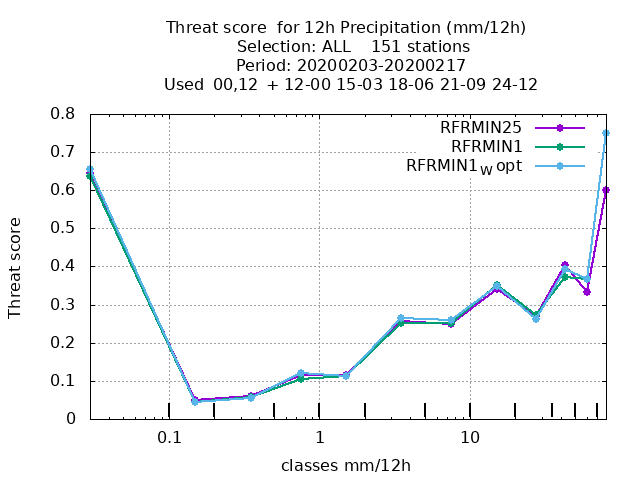 Threat score  for 12h Precipitation (mm/12h)
Selection: ALL    151 stations
Period: 20200203-20200217
Used  00,12  + 12-00 15-03 18-06 21-09 24-12
RFRMIN25
RFRMIN1
RFRMIN1W opt
0.8
0.7
0.6
0.5
0.4
0.3
0.2
0.1
0
Threat score
0.1 1 10
classes mm/12h